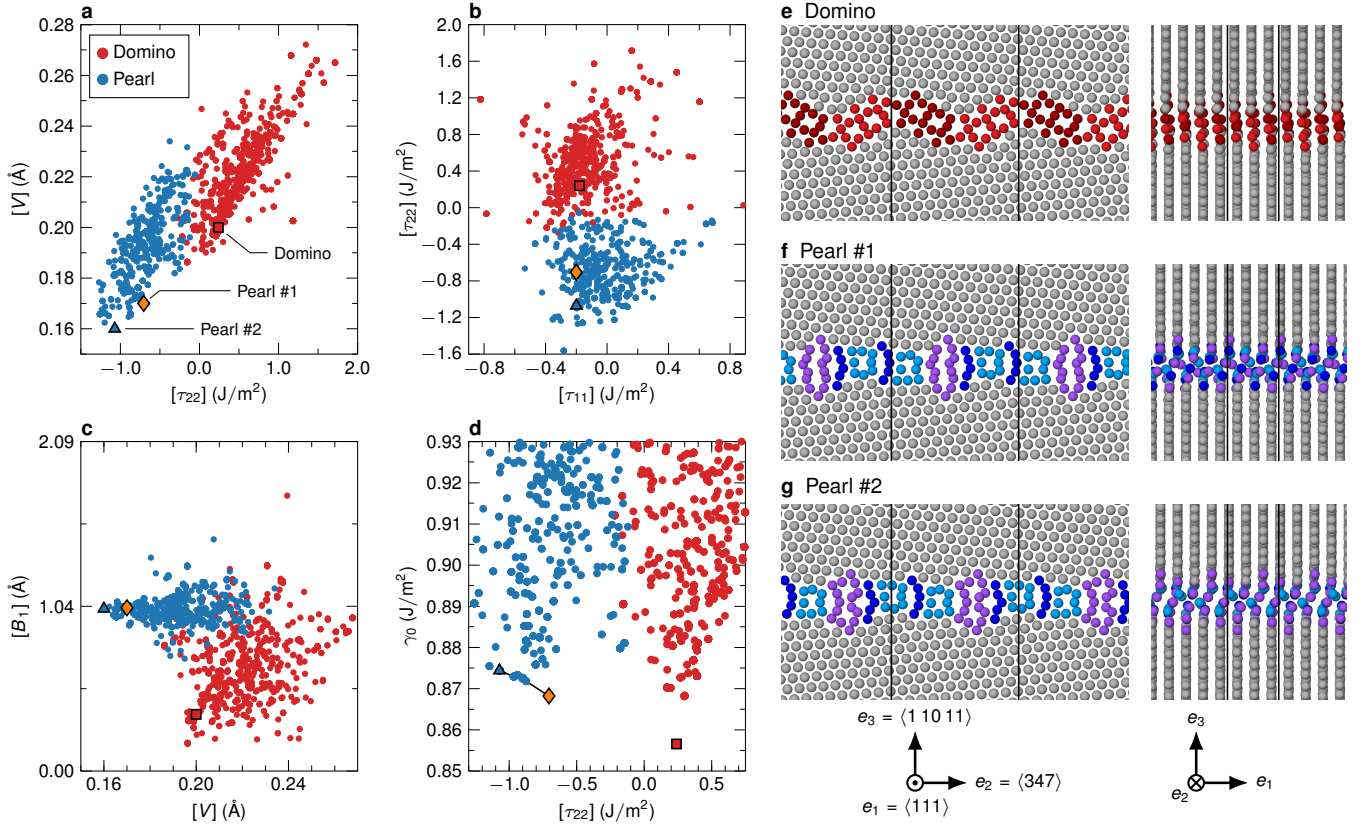 a
0.28
0.26
0.24
0.22
0.20
0.18
0.16
[V] (Å)
Domino
Pearl
Domino
Pearl #1
Pearl #2
−1.0
0.0
1.0
2.0
[τ22] (J/m²)
b
2.0
1.6
1.2
0.8
0.4
0.0
−0.4
−0.8
−1.2
−1.6
[τ22] (J/m²)
−0.8
−0.4
0.0
0.4
0.8
[τ11] (J/m²)
c
2.09
1.04
0.00
[B·1] (Å)
0.16
0.20
0.24
[V] (Å)
d
0.93
0.92
0.91
0.90
0.89
0.88
0.87
0.86
0.85
γ0 (J/m²)
−1.0
−0.5
0.0
0.5
[τ22] (J/m²)
e Domino
f Pearl #1
g Pearl #2
e3 = ⟨1 10 11⟩
e2 = ⟨347⟩
e1 = ⟨111⟩
e3
e1
e2